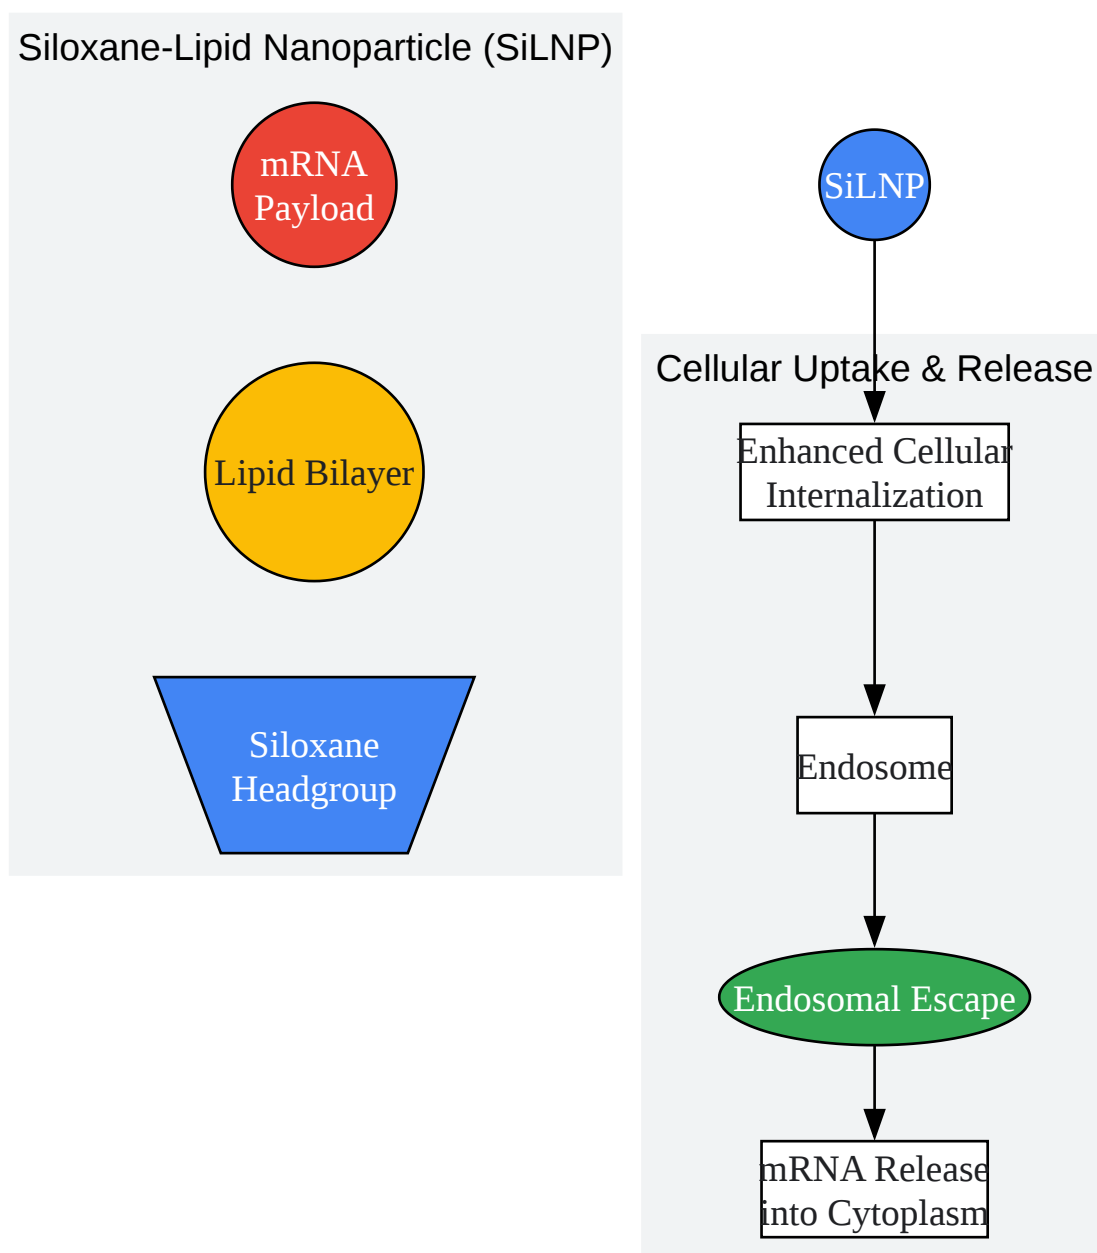 Siloxane-Lipid Nanoparticle (SiLNP)
mRNA
Payload
Lipid Bilayer
Siloxane
Headgroup
SiLNP
Cellular Uptake & Release
Enhanced Cellular
Internalization
Endosome
Endosomal Escape
mRNA Release
into Cytoplasm